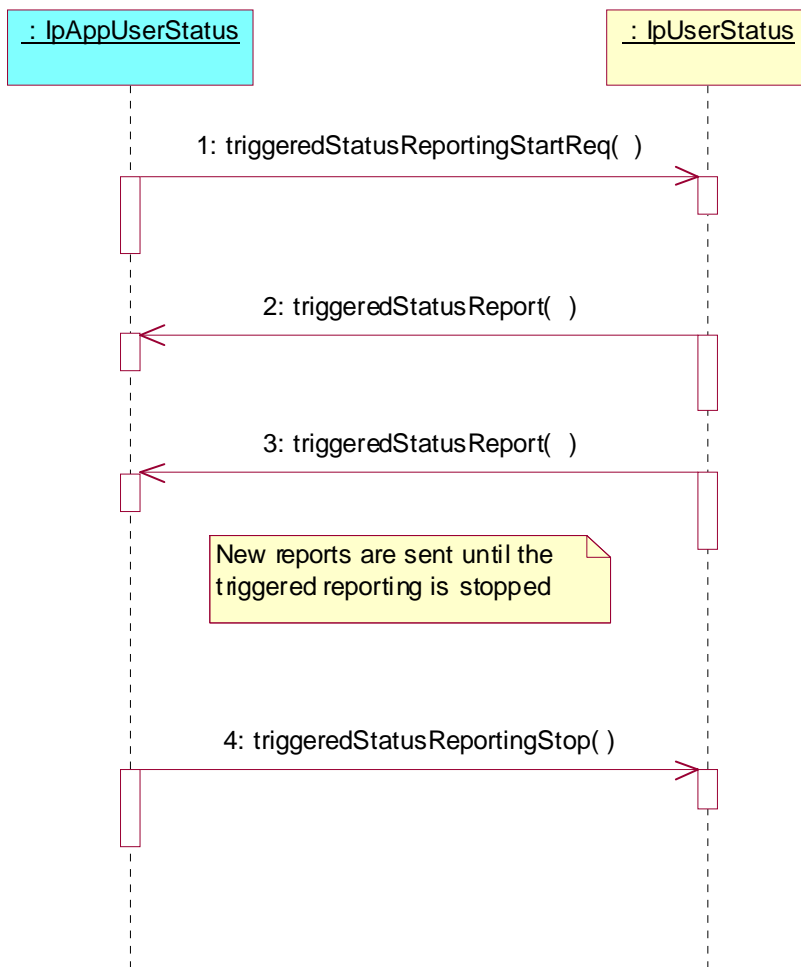 : IpAppUserStatus
: IpUserStatus
1: triggeredStatusReportingStartReq( )
2: triggeredStatusReport( )
3: triggeredStatusReport( )
New reports are sent until the
triggered reporting is stopped
4: triggeredStatusReportingStop( )